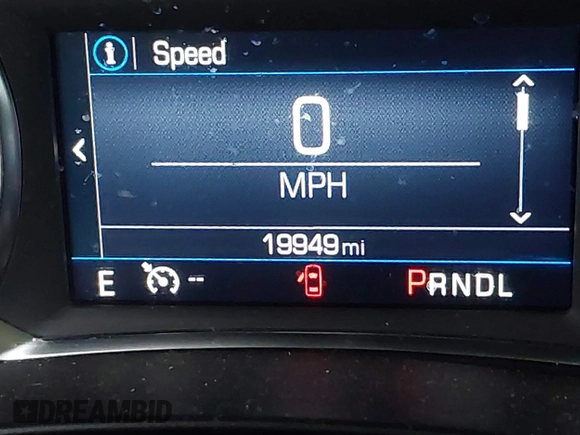 Speed
0
MPH
19949 mi
E -- PRNDL
DREAMBID